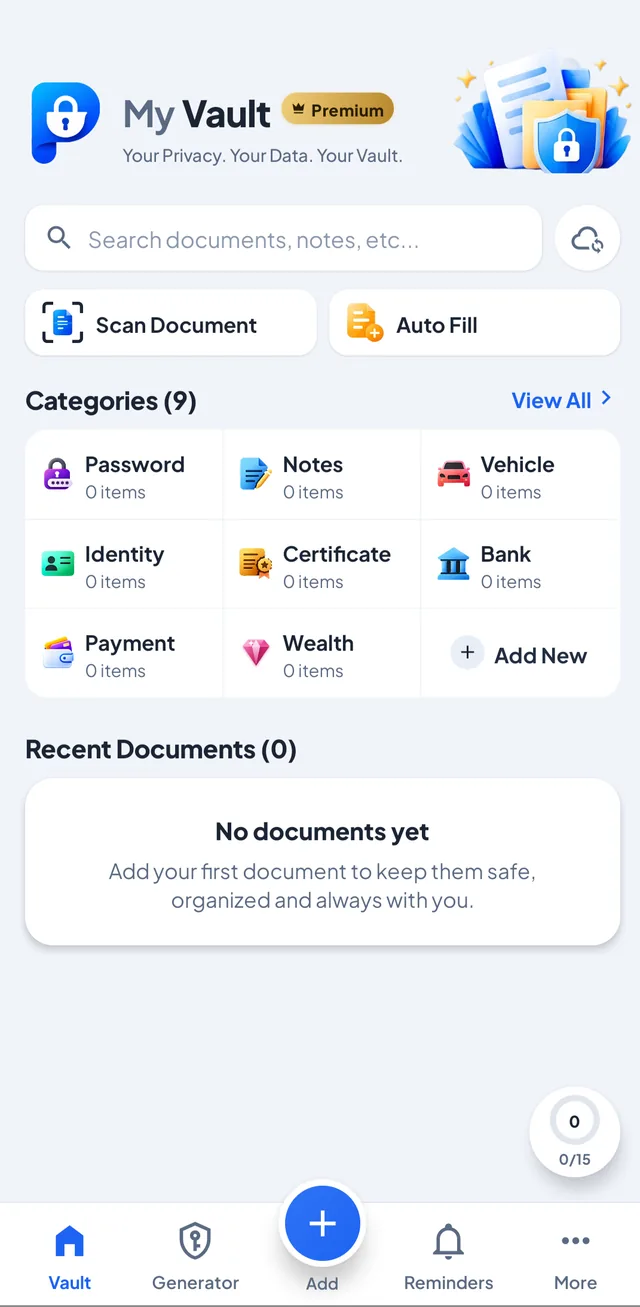 My Vault Premium
Your Privacy. Your Data. Your Vault.
Search documents, notes, etc...
Scan Document
Auto Fill
Categories (9)
View All
Password
0 items
Notes
0 items
Vehicle
0 items
Identity
0 items
Certificate
0 items
Bank
0 items
Payment
0 items
Wealth
0 items
Add New
Recent Documents (0)
No documents yet
Add your first document to keep them safe,
organized and always with you.
0
0/15
Vault
Generator
Add
Reminders
More